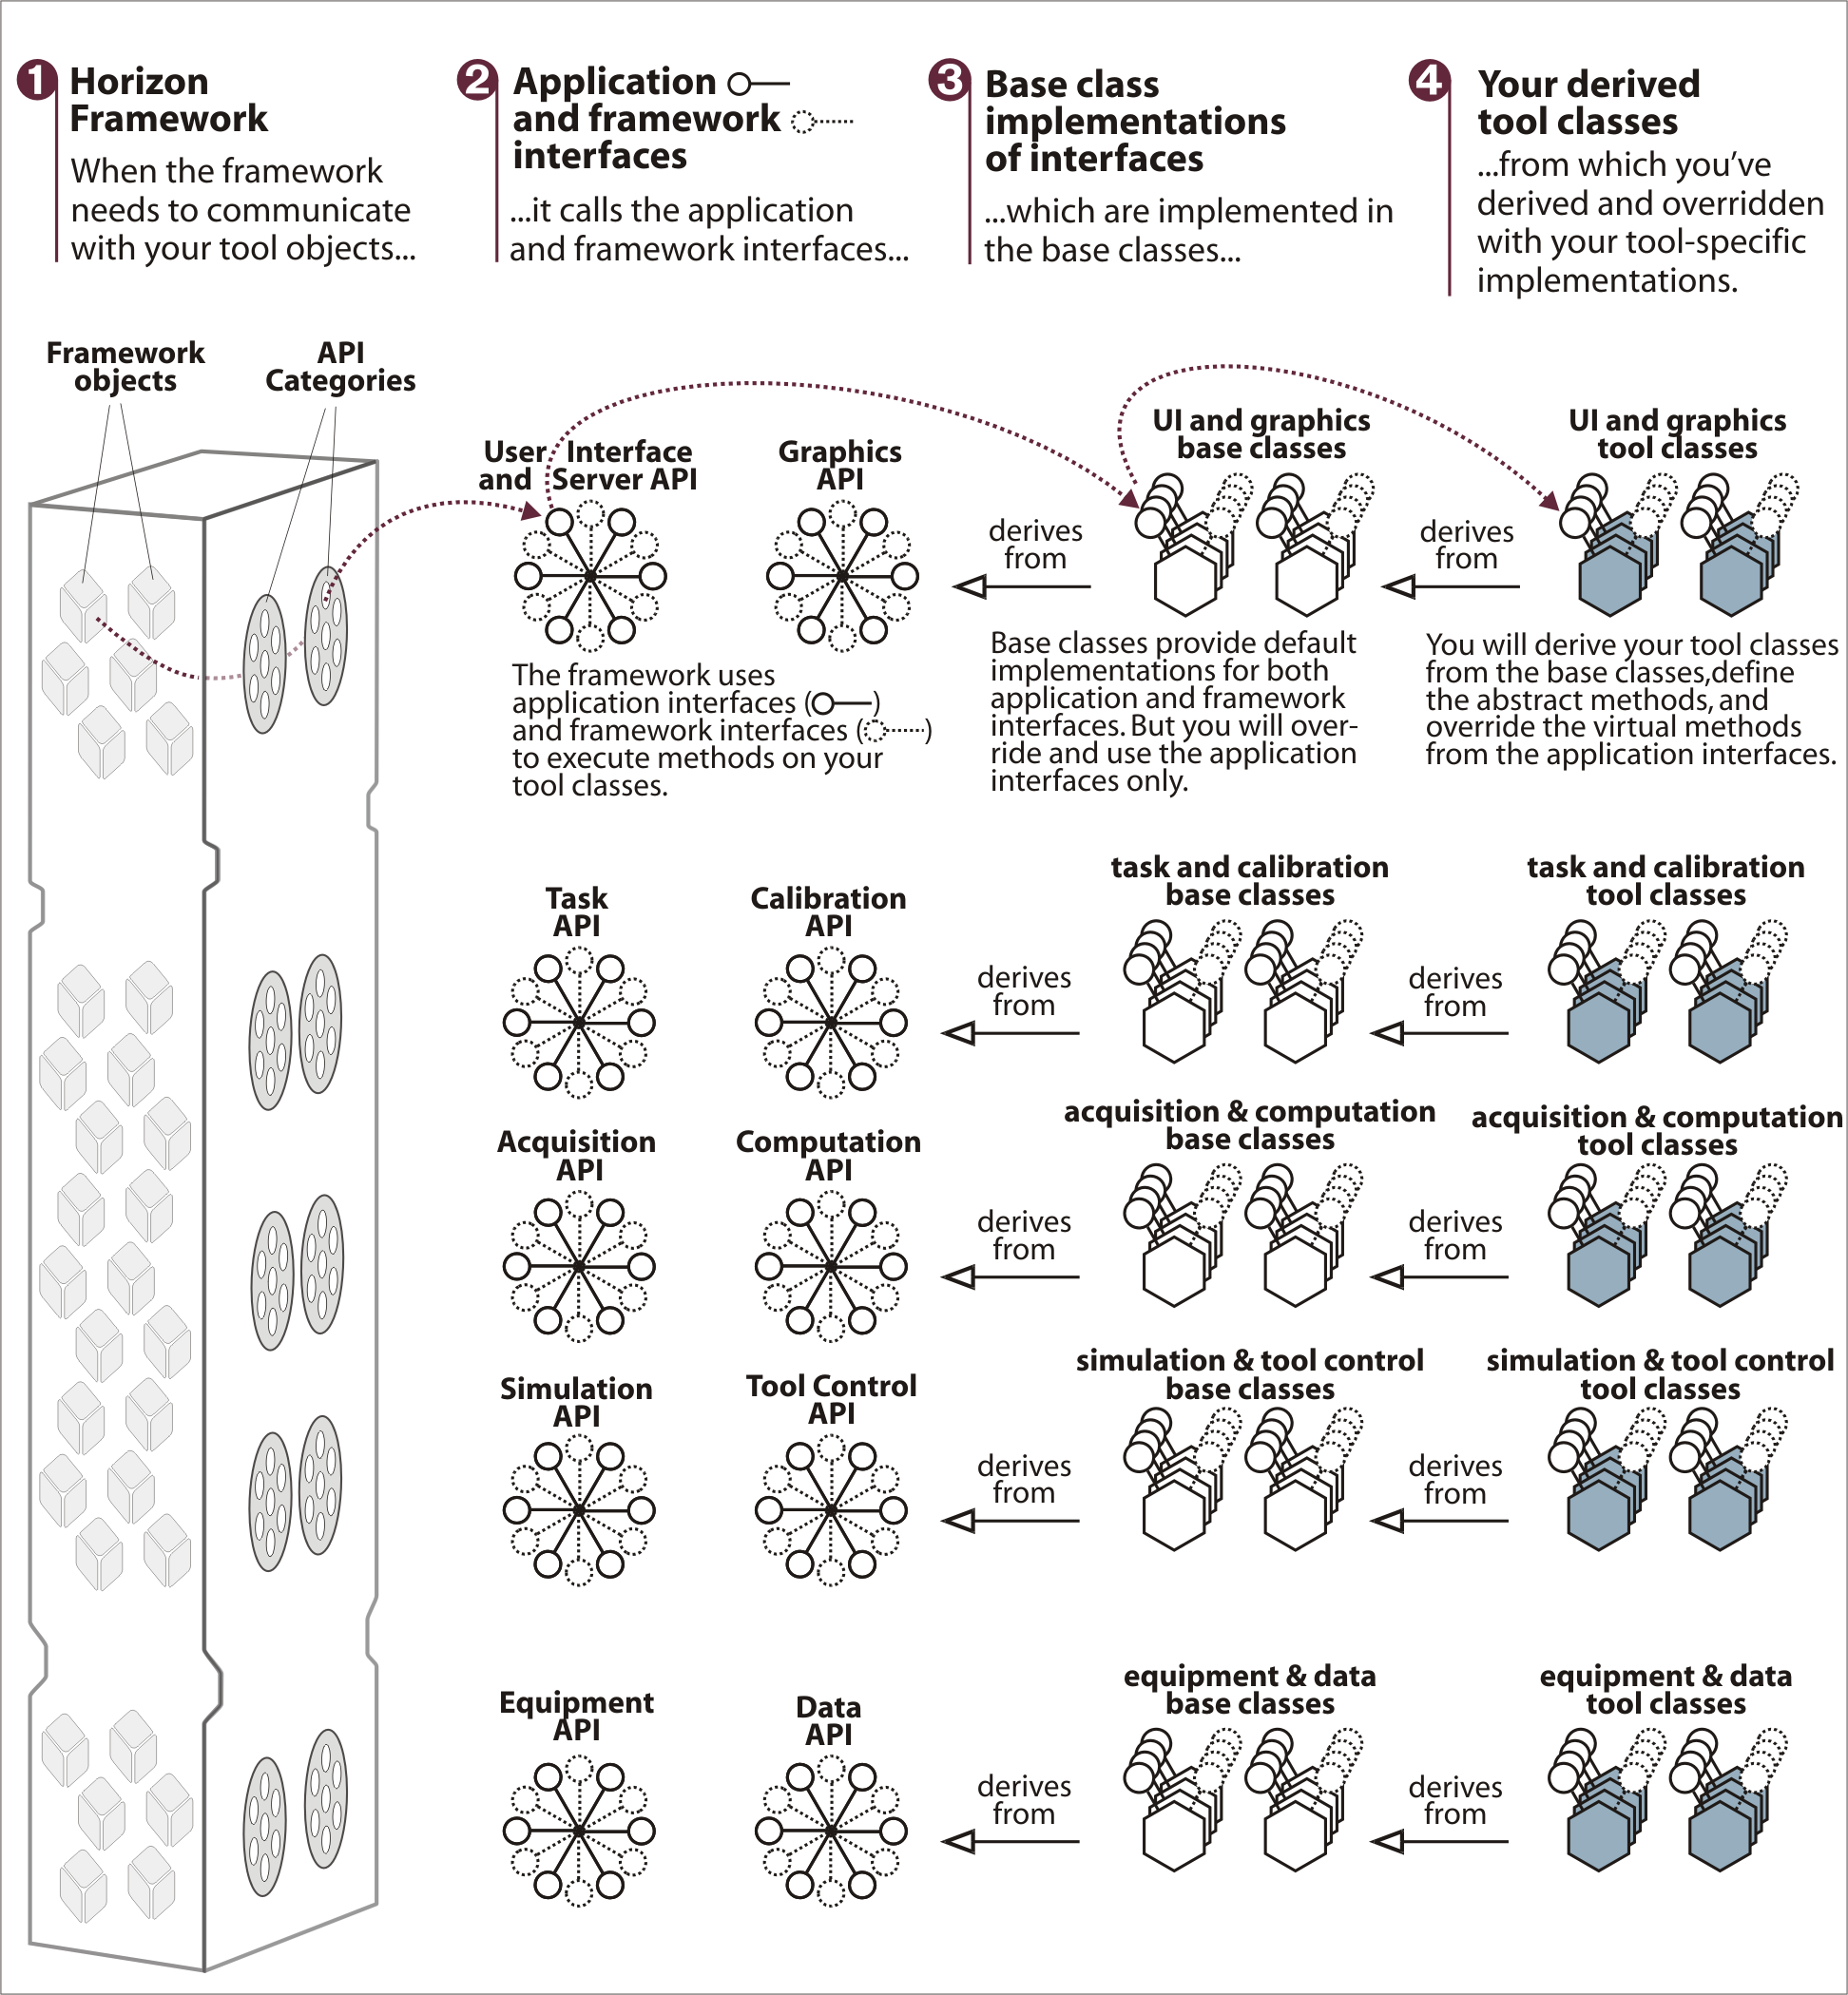 1 Horizon
Framework
When the framework
needs to communicate
with your tool objects...
2 Application
and framework
interfaces
...it calls the application
and framework interfaces...
3 Base class
implementations
of interfaces
...which are implemented in
the base classes...
4 Your derived
tool classes
...from which you've
derived and overridden
with your tool-specific
implementations.
Framework
objects
API
Categories
User Interface
and Server API
Graphics
API
derives
from
UI and graphics
base classes
derives
from
UI and graphics
tool classes
The framework uses
application interfaces ( )
and framework interfaces ( )
to execute methods on your
tool classes.
Base classes provide default
implementations for both
application and framework
interfaces. But you will over-
ride and use the application
interfaces only.
You will derive your tool classes
from the base classes,define
the abstract methods, and
override the virtual methods
from the application interfaces.
Task
API
Calibration
API
derives
from
task and calibration
base classes
derives
from
task and calibration
tool classes
Acquisition
API
Computation
API
derives
from
acquisition & computation
base classes
derives
from
acquisition & computation
tool classes
Simulation
API
Tool Control
API
derives
from
simulation & tool control
base classes
derives
from
simulation & tool control
tool classes
Equipment
API
Data
API
derives
from
equipment & data
base classes
derives
from
equipment & data
tool classes